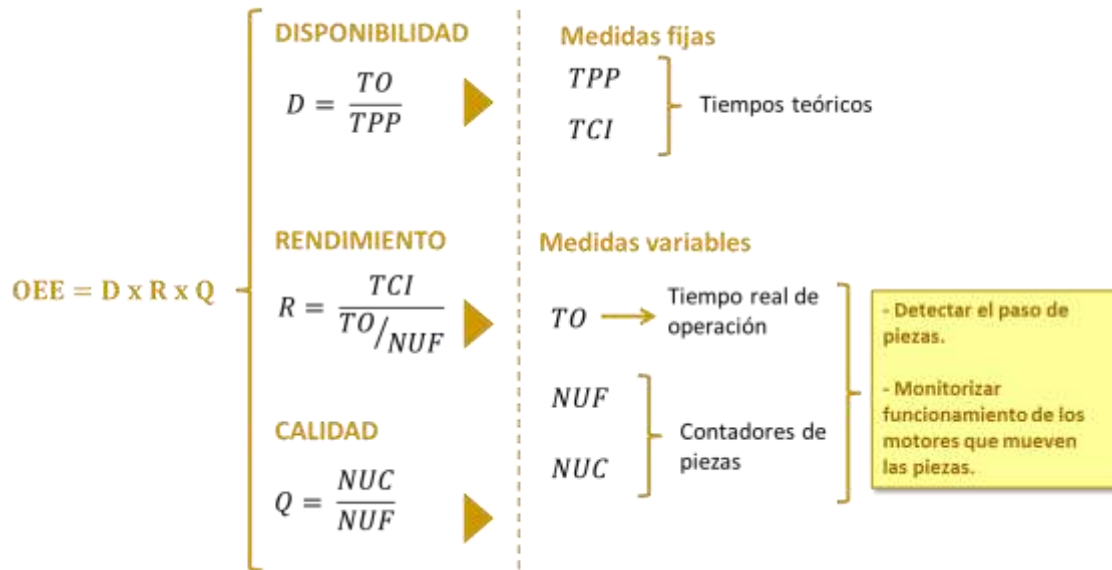 OEE = D x R x Q
DISPONIBILIDAD
D = TO / TPP
RENDIMIENTO
R = TCI / (TO/NUF)
CALIDAD
Q = NUC / NUF
Medidas fijas
TPP
TCI
Tiempos teóricos
Medidas variables
TO
Tiempo real de
operación
NUF
NUC
Contadores de
piezas
- Detectar el paso de
piezas.
- Monitorizar
funcionamiento de los
motores que mueven
las piezas.